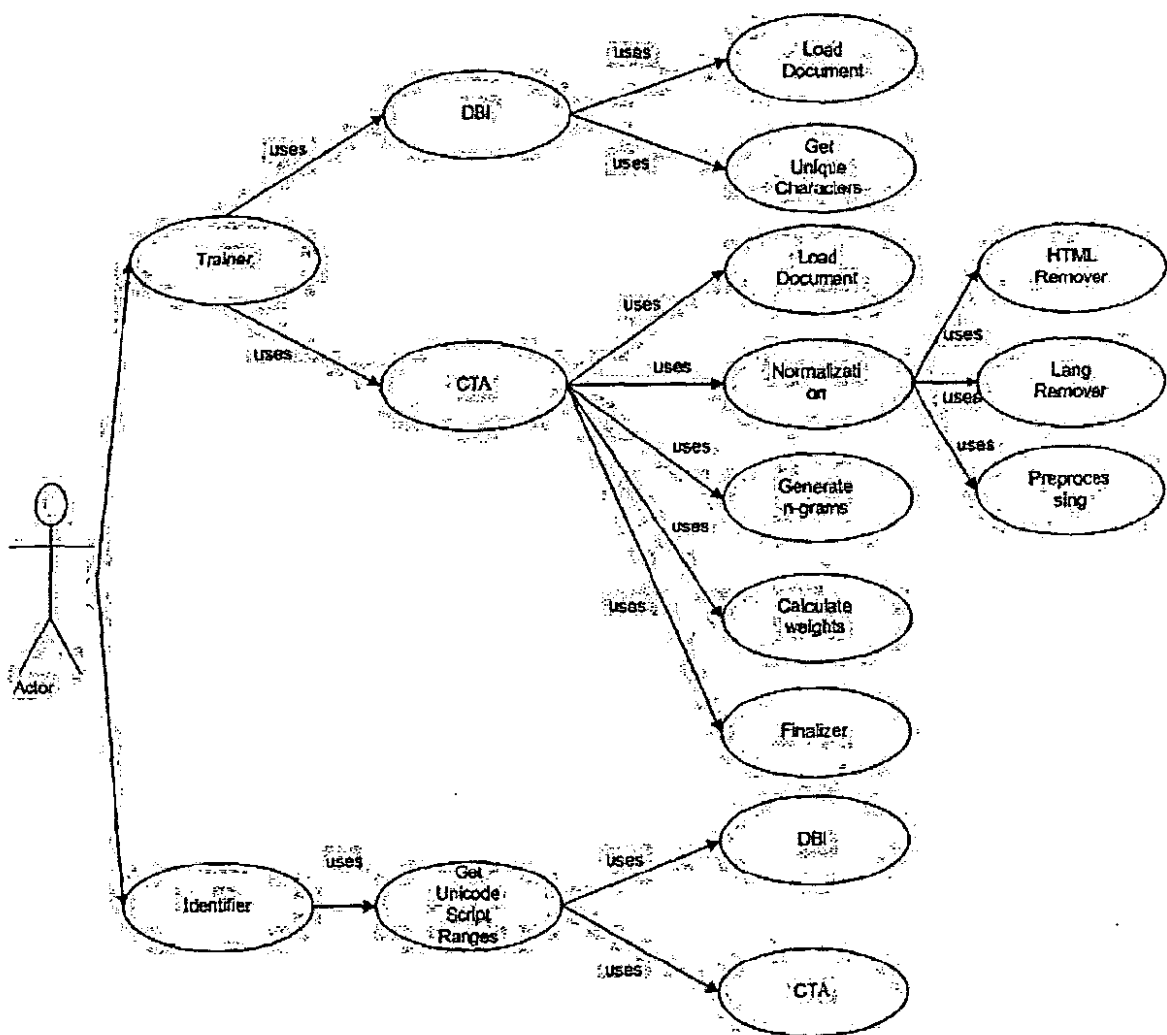 uses
Load
Document
DBI
uses
uses
Get
Unique
Characters
Trainer
Load
Document
HTML
Remover
uses
uses
uses
CTA
uses
Normalizati
on
Lang
Remover
uses
uses
uses
Generate
n-grams
Preproces
sing
uses
Calculate
weights
uses
Actor
Finalizer
DBI
uses
uses
Identifier
Get
Unicode
Script
Ranges
uses
CTA